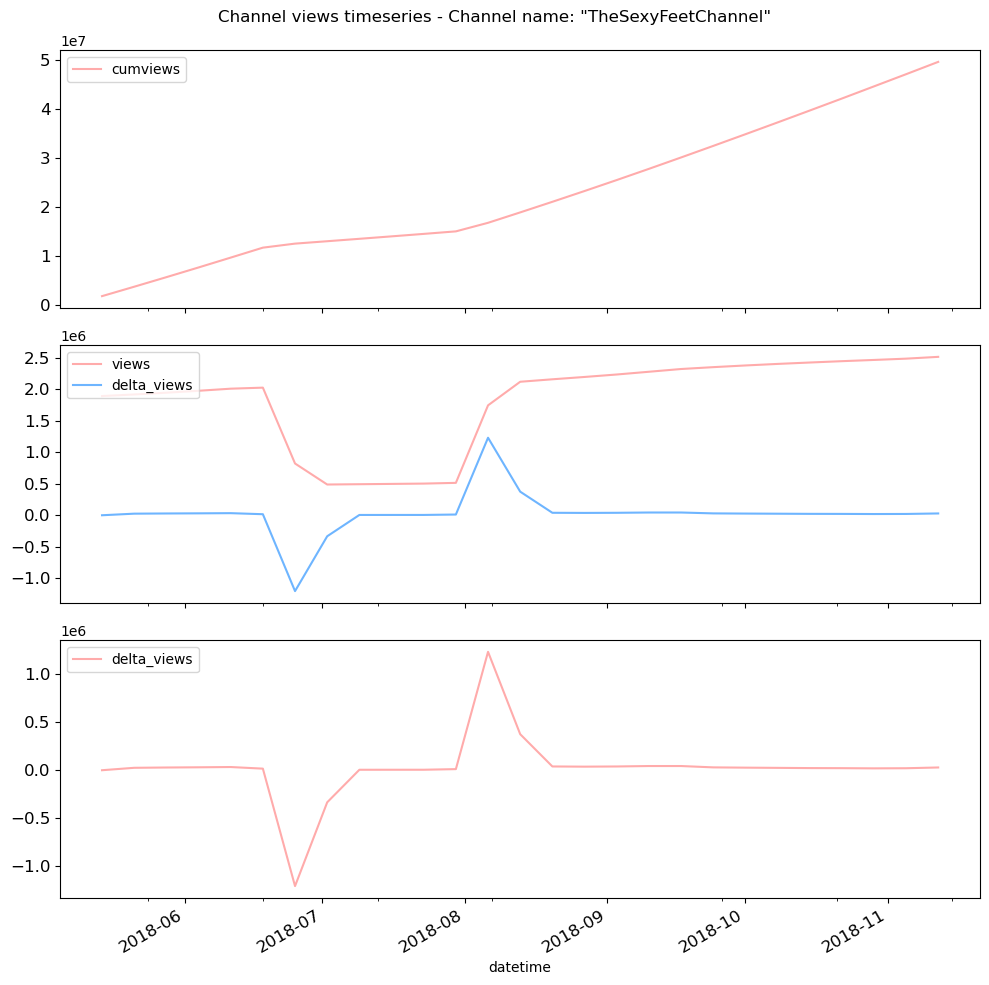 Channel views timeseries - Channel name: "TheSexyFeetChannel"
1e7
cumviews
5
4
3
2
1
0
1e6
views
delta_views
2.5
2.0
1.5
1.0
0.5
0.0
−0.5
−1.0
1e6
delta_views
1.0
0.5
0.0
−0.5
−1.0
2018-06
2018-07
2018-08
2018-09
2018-10
2018-11
datetime